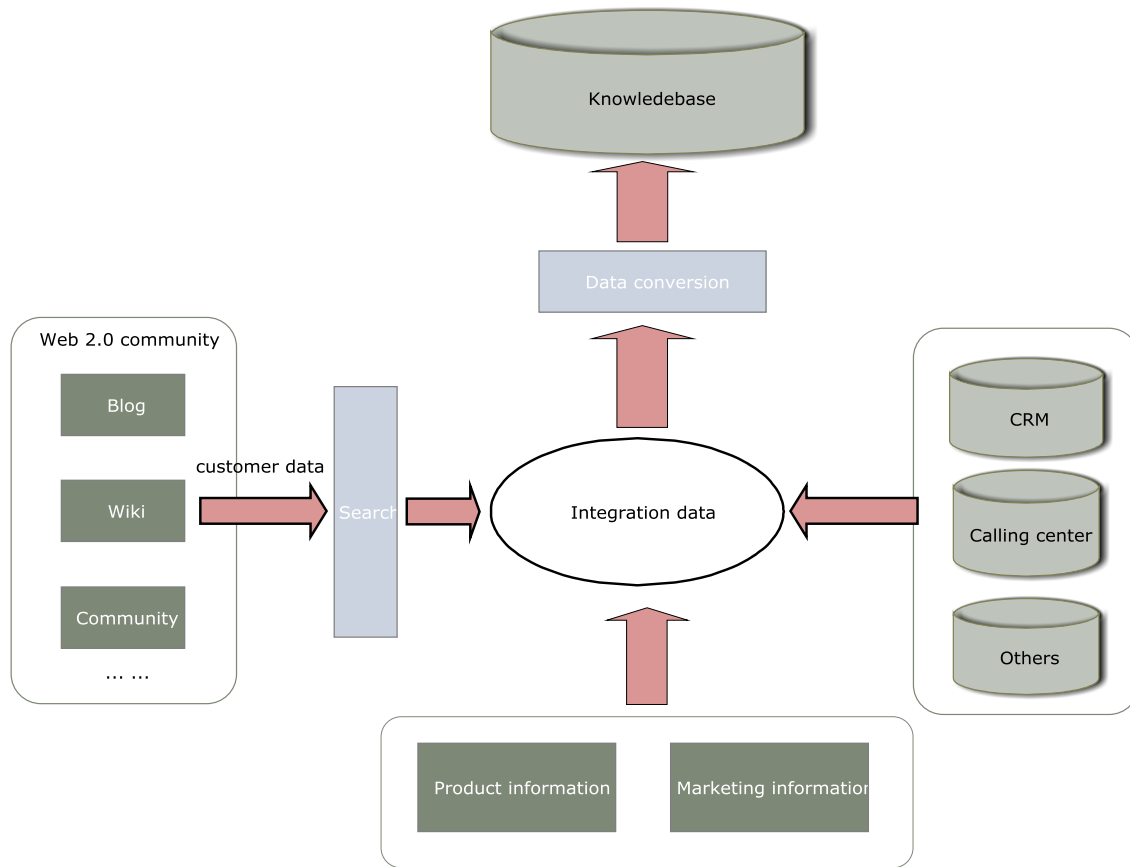 Knowledebase
Data conversion
Web 2.0 community
Blog
Wiki
Community
... ...
customer data
Search
Integration data
CRM
Calling center
Others
Product information
Marketing information